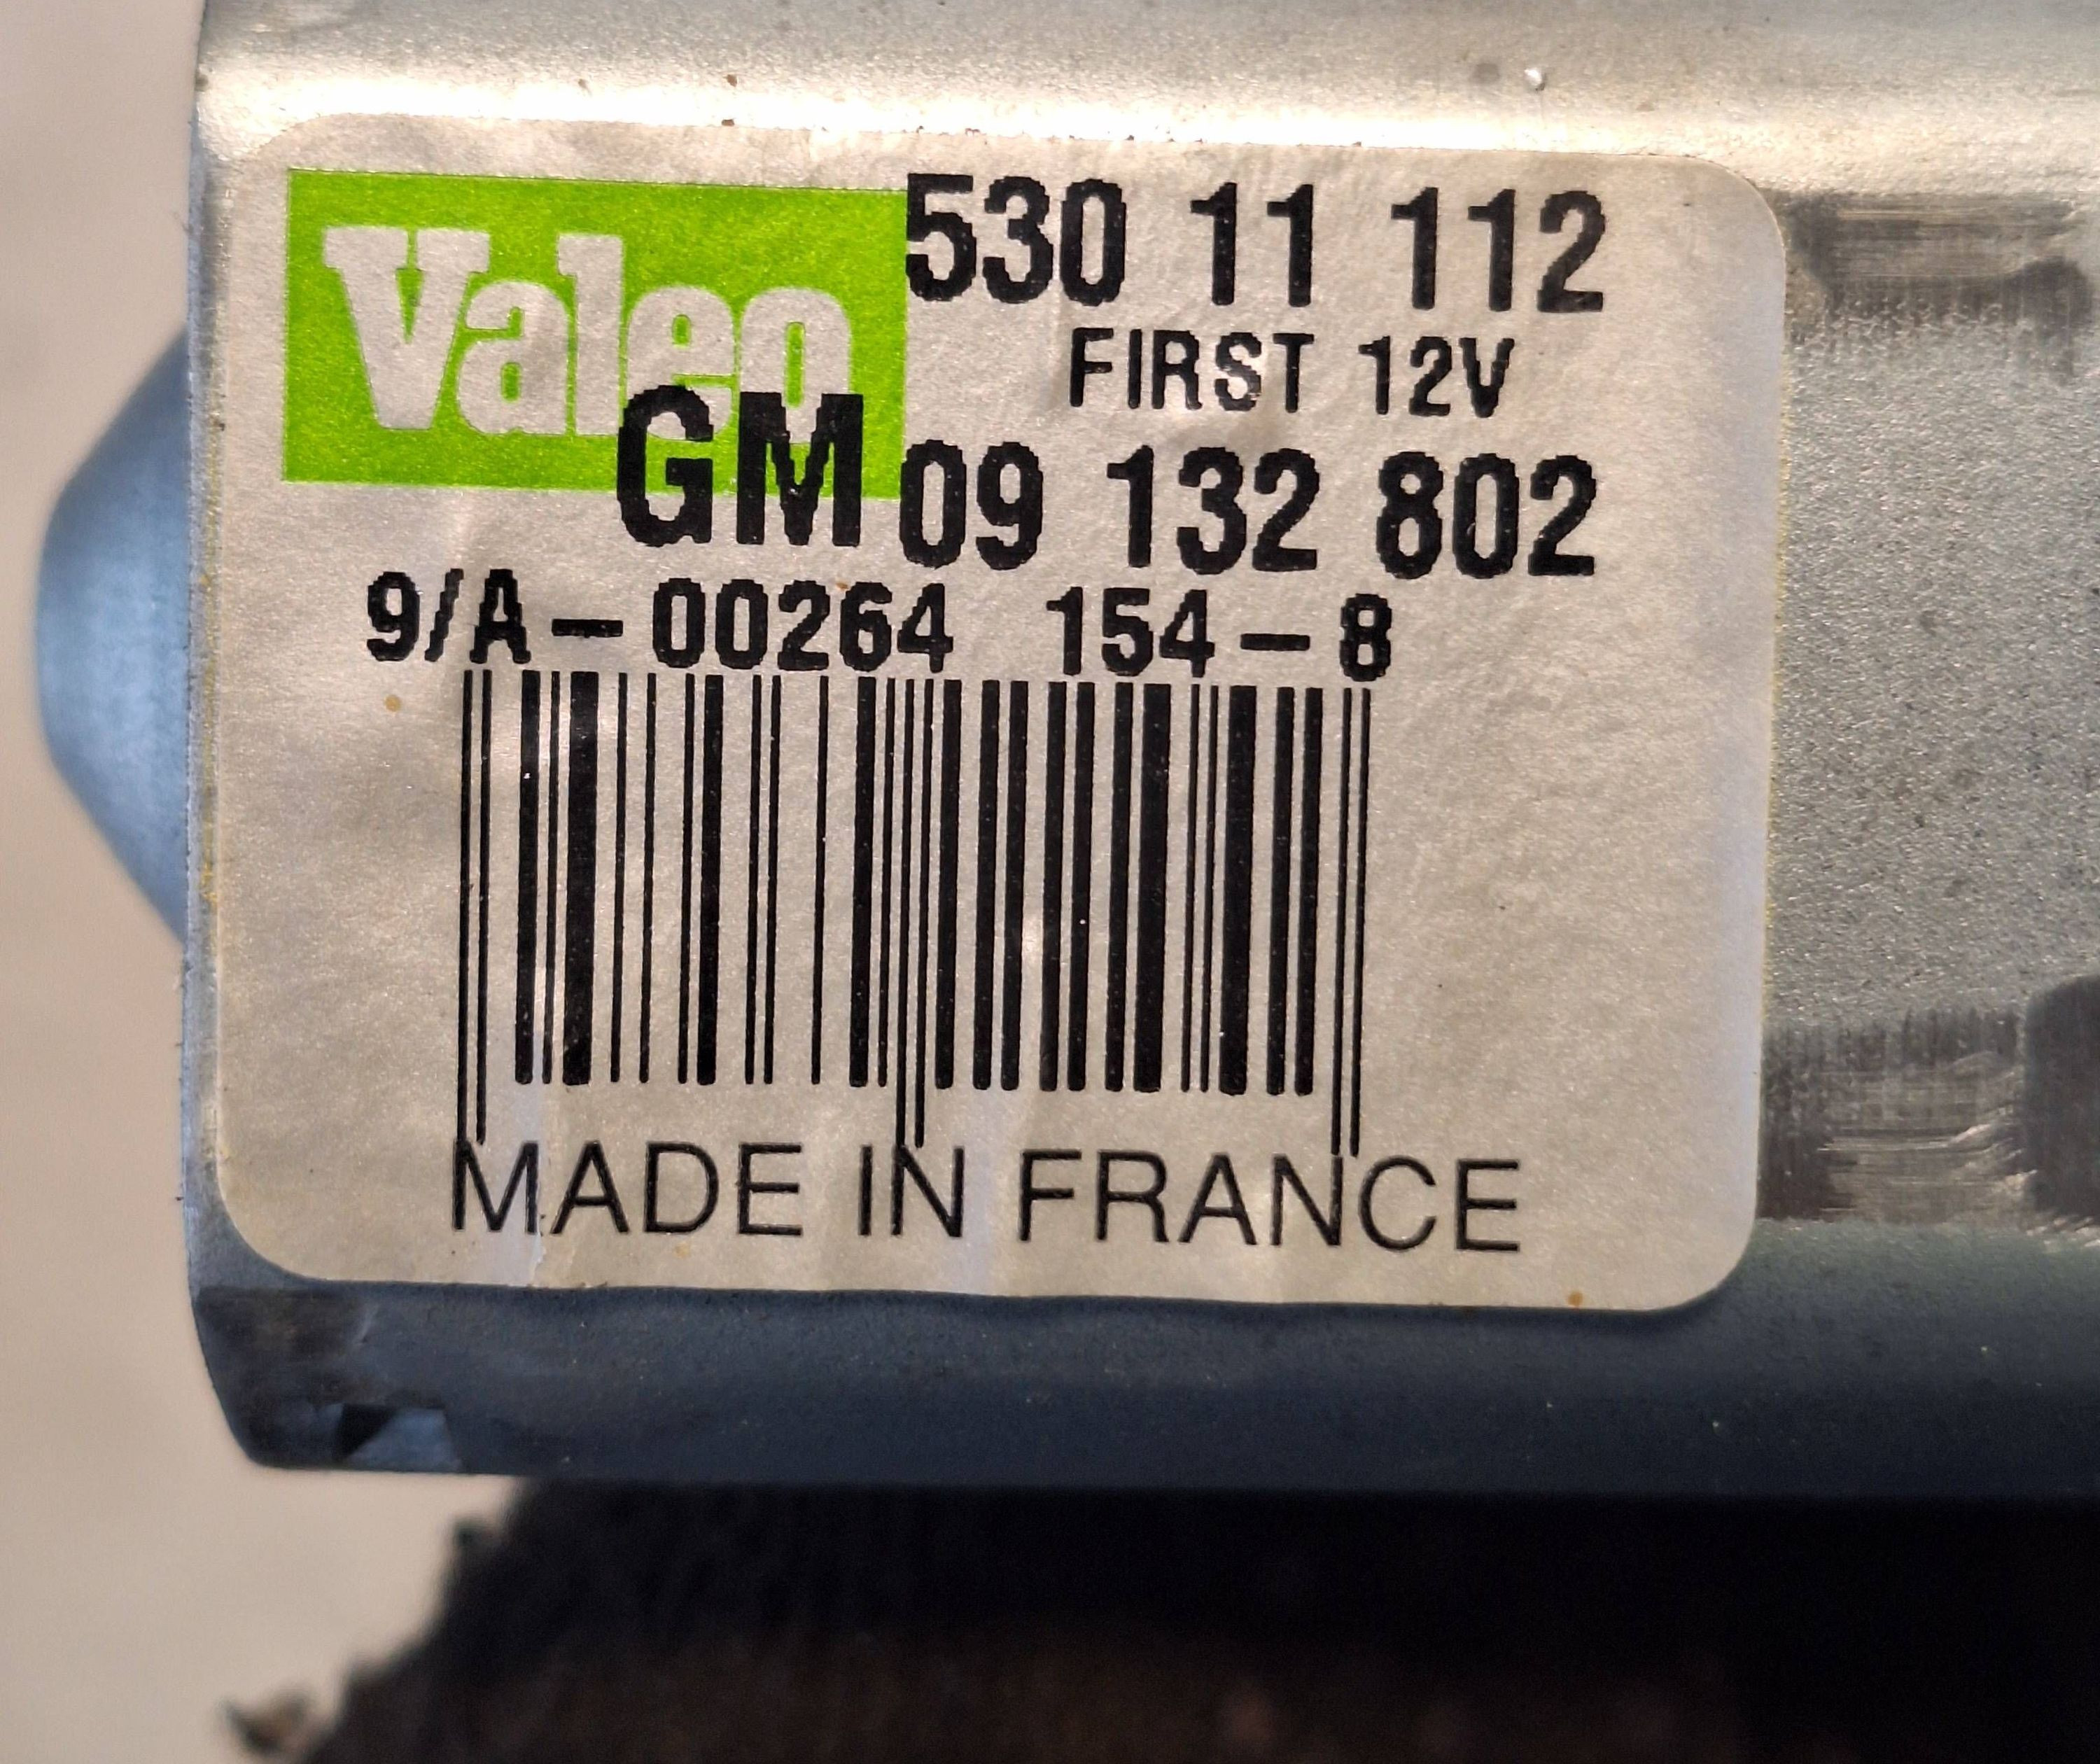 Valeo 530 11 112
FIRST 12V
GM 09 132 802
9/A-00264 154-8
MADE IN FRANCE